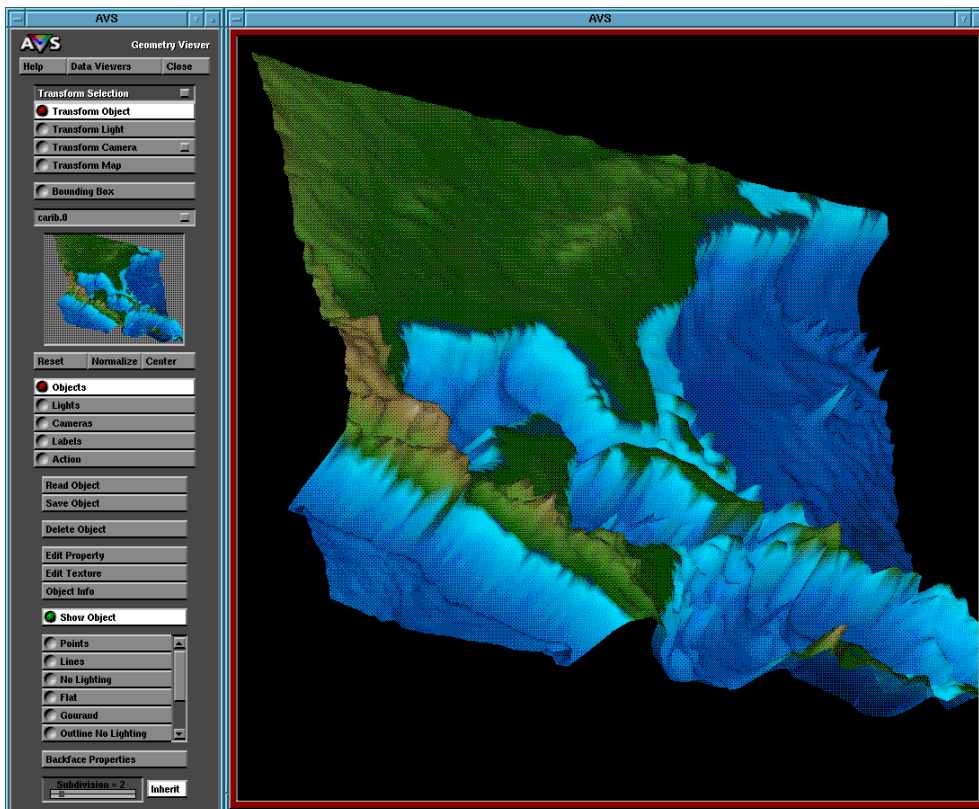 AVS
AVS
AVS Geometry Viewer
Help Data Viewers Close
Transform Selection
Transform Object
Transform Light
Transform Camera
Transform Map
Bounding Box
carib.0
Reset Normalize Center
Objects
Lights
Cameras
Labels
Action
Read Object
Save Object
Delete Object
Edit Property
Edit Texture
Object Info
Show Object
Points
Lines
No Lighting
Flat
Gouraud
Outline No Lighting
Backface Properties
Subdivision = 2
Inherit